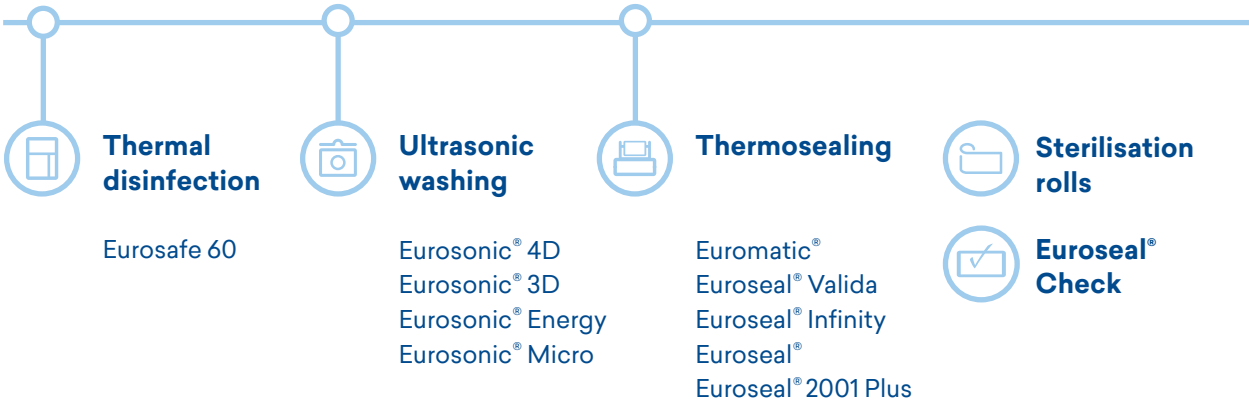 Thermal
disinfection
Eurosafe 60
Ultrasonic
washing
Eurosonic® 4D
Eurosonic® 3D
Eurosonic® Energy
Eurosonic® Micro
Thermosealing
Euromatic®
Euroseal® Valida
Euroseal® Infinity
Euroseal®
Euroseal® 2001 Plus
Sterilisation
rolls
Euroseal®
Check